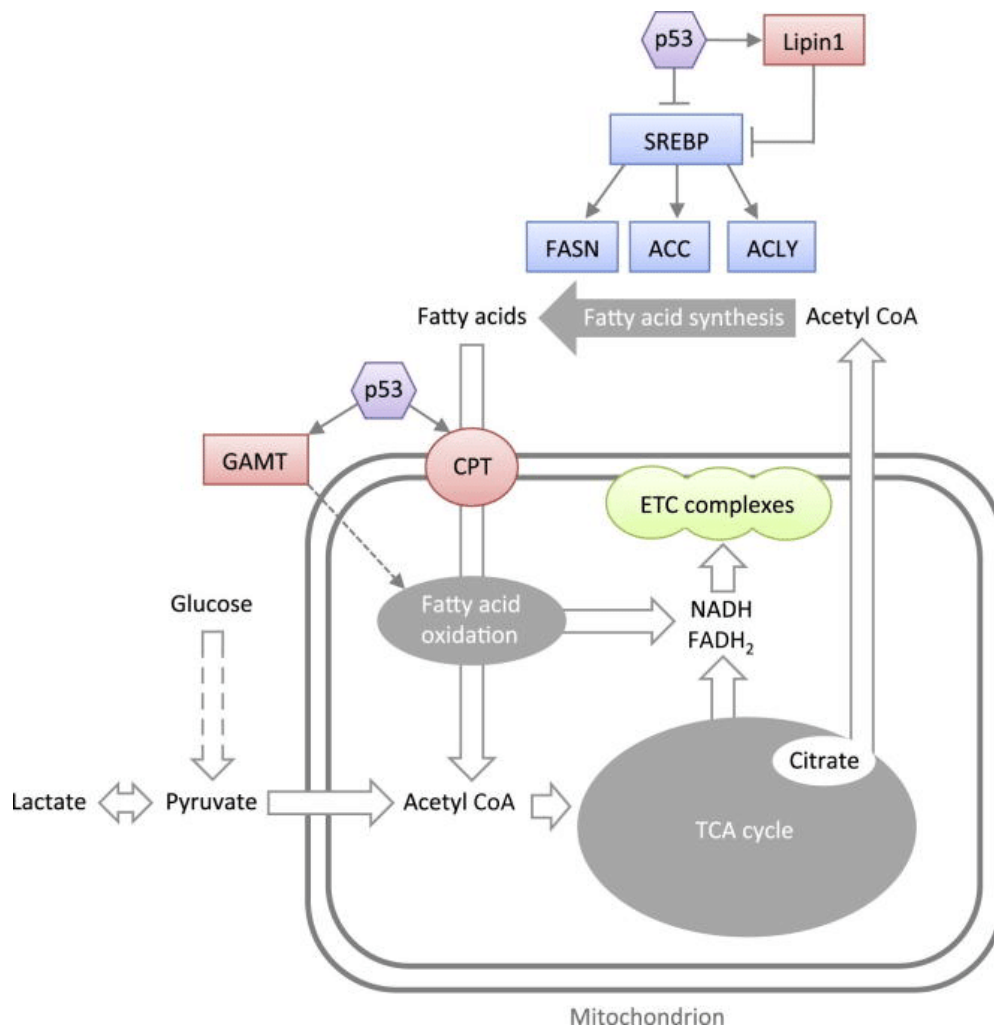 p53
Lipin1
SREBP
FASN
ACC
ACLY
Fatty acids
Fatty acid synthesis
Acetyl CoA
p53
GAMT
CPT
ETC complexes
Fatty acid
oxidation
NADH
FADH₂
Glucose
Citrate
Lactate
Pyruvate
Acetyl CoA
TCA cycle
Mitochondrion